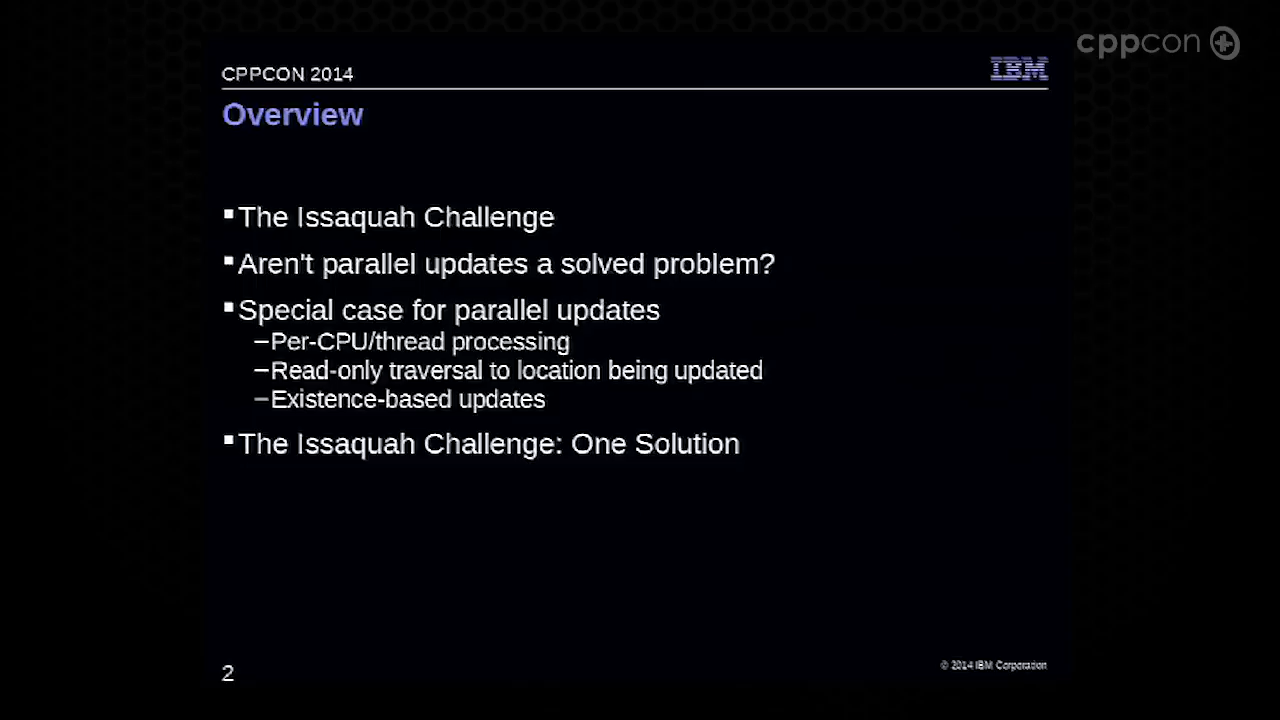 cppcon
CPPCON 2014
IBM
Overview
▪The Issaquah Challenge
▪Aren't parallel updates a solved problem?
▪Special case for parallel updates
–Per-CPU/thread processing
–Read-only traversal to location being updated
–Existence-based updates
▪The Issaquah Challenge: One Solution
2
© 2014 IBM Corporation